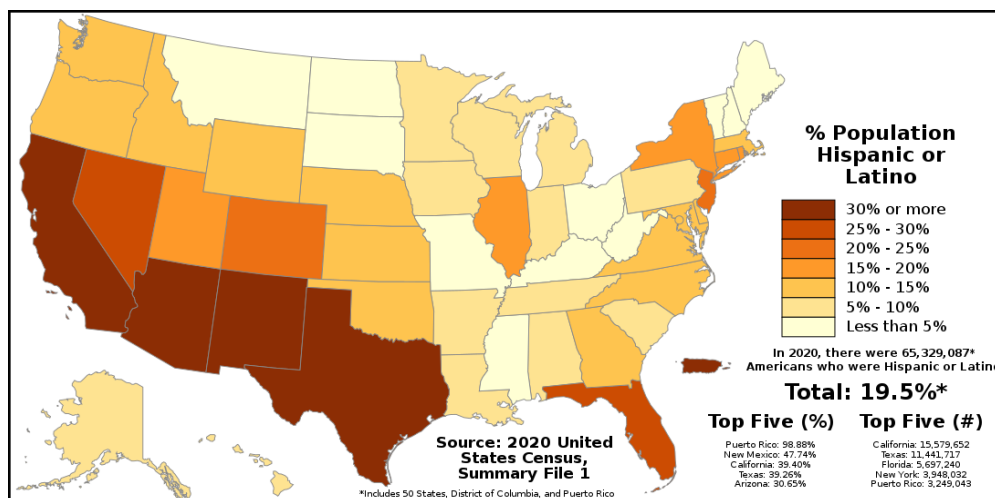 % Population
Hispanic or
Latino
30% or more
25% - 30%
20% - 25%
15% - 20%
10% - 15%
5% - 10%
Less than 5%
In 2020, there were 65,329,087*
Americans who were Hispanic or Latino
Total: 19.5%*
Top Five (%)
Puerto Rico: 98.88%
New Mexico: 47.74%
California: 39.40%
Texas: 39.26%
Arizona: 30.65%
Top Five (#)
California: 15,579,652
Texas: 11,441,717
Florida: 5,697,240
New York: 3,948,032
Puerto Rico: 3,249,043
Source: 2020 United
States Census,
Summary File 1
*Includes 50 States, District of Columbia, and Puerto Rico